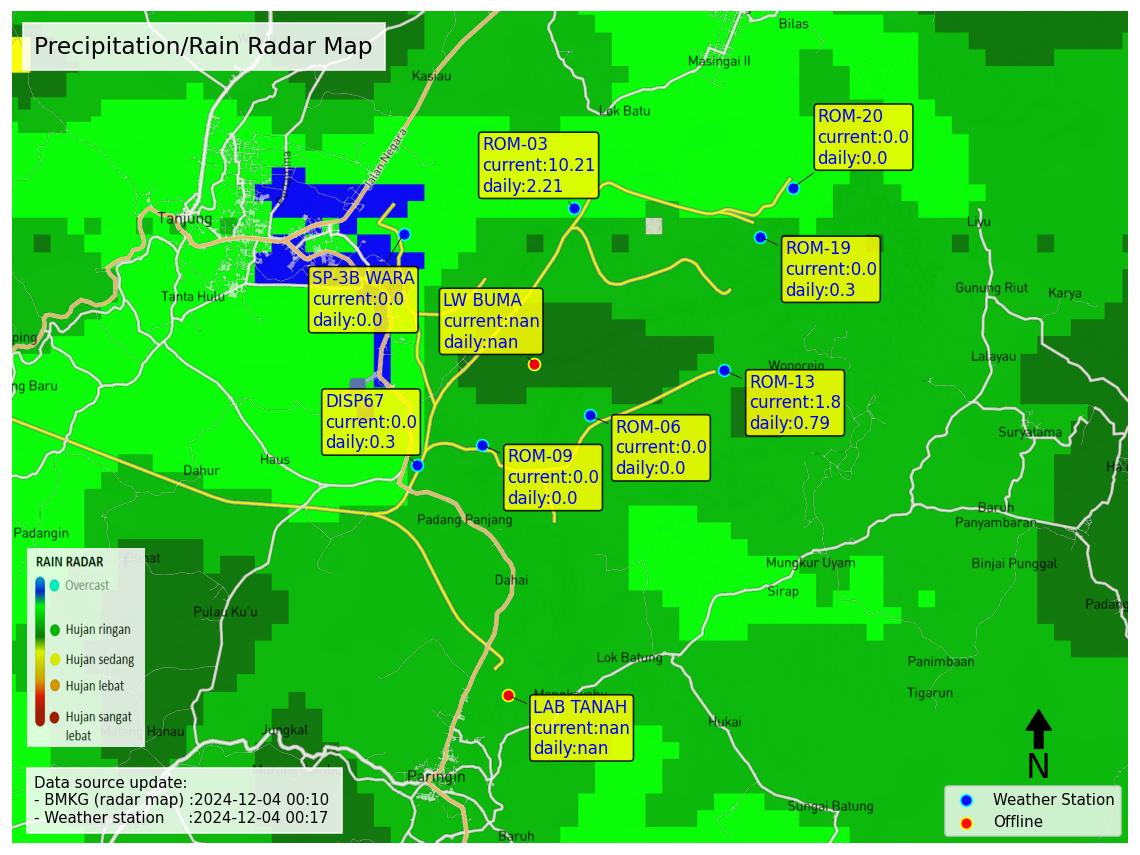 Precipitation/Rain Radar Map
Bilas
Masingai II
Kasiau
Lok Batu
Jalan Negara
ROM-20
current:0.0
daily:0.0
ROM-03
current:10.21
daily:2.21
Tanjung
Liyu
ROM-19
current:0.0
daily:0.3
SP-3B WARA
current:0.0
daily:0.0
Tanta Hulu
LW BUMA
current:nan
daily:nan
Gunung Riut
Karya
ping
Lalayau
Wonorejo
ng Baru
ROM-13
current:1.8
daily:0.79
DISP67
current:0.0
daily:0.3
ROM-06
current:0.0
daily:0.0
Suryatama
ROM-09
current:0.0
daily:0.0
Haus
Dahur
Padang Panjang
Baruh
Panyambaran
Padangin
Mungkur Uyam
Binjai Punggal
Dahai
Sirap
Padang
Pulau Ku'u
RAIN RADAR
Overcast
Hujan ringan
Hujan sedang
Hujan lebat
Hujan sangat
lebat
Lok Batung
Panimbaan
Tigarun
LAB TANAH
current:nan
daily:nan
Hukai
Manau
Jungkal
Paringin
Sungai Batung
Baruh
N
Data source update:
- BMKG (radar map) :2024-12-04 00:10
- Weather station :2024-12-04 00:17
Weather Station
Offline